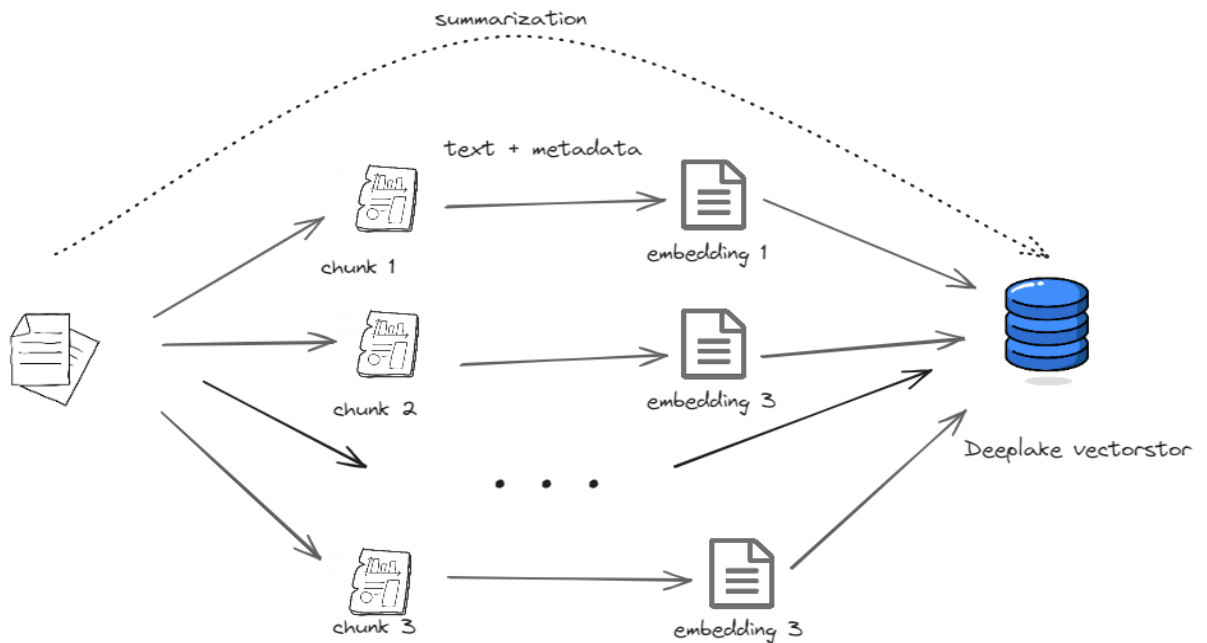 summarization
text + metadata
chunk 1
embedding 1
chunk 2
embedding 3
Deeplake vectorstor
chunk 3
embedding 3